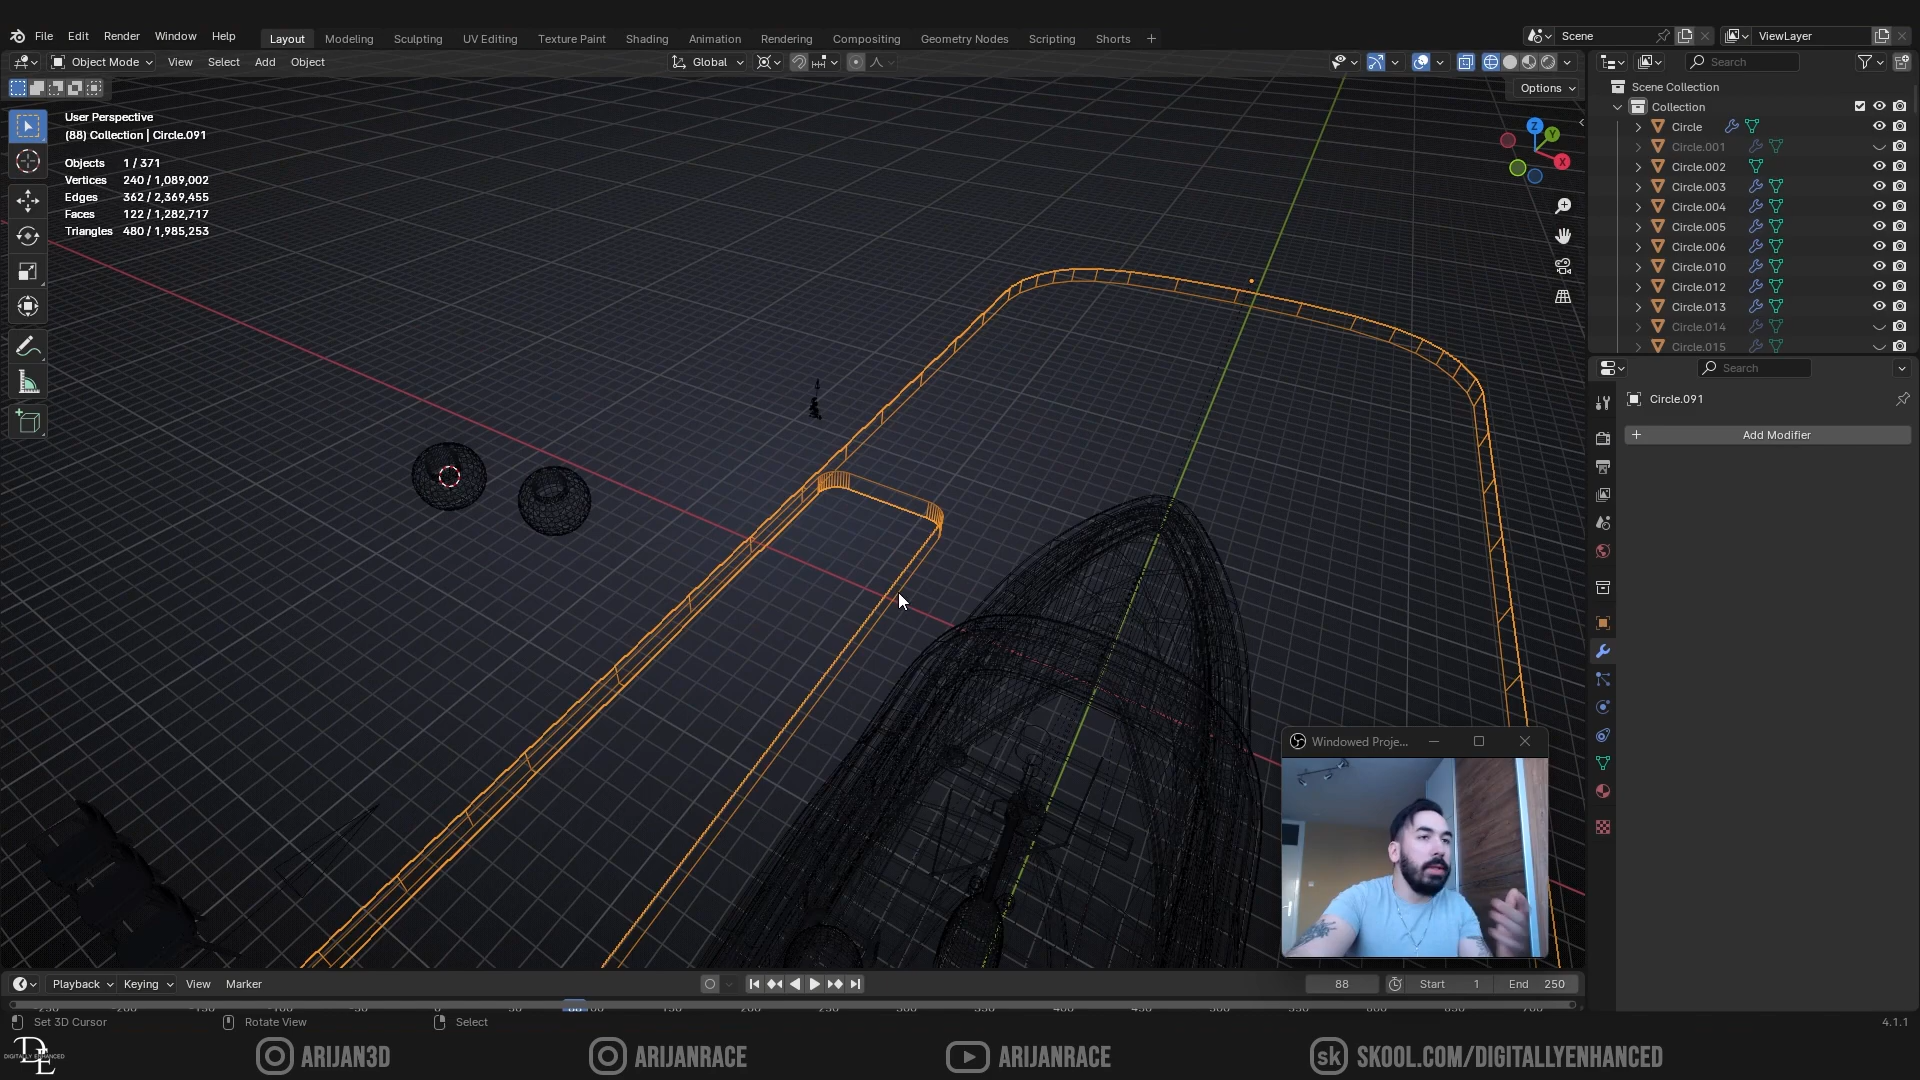 File Edit Render Window Help
Layout Modeling Sculpting UV Editing Texture Paint Shading Animation Rendering Compositing Geometry Nodes Scripting Shorts +
Scene
ViewLayer
Object Mode View Select Add Object
Global
Search
Options
User Perspective
(88) Collection | Circle.091
Objects 1 / 371
Vertices 240 / 1,089,002
Edges 362 / 2,369,455
Faces 122 / 1,282,717
Triangles 480 / 1,985,253
Z
Y
X
Scene Collection
Collection
Circle
Circle.001
Circle.002
Circle.003
Circle.004
Circle.005
Circle.006
Circle.010
Circle.012
Circle.013
Circle.014
Circle.015
Search
Circle.091
+ Add Modifier
Windowed Proje...
Playback Keying View Marker
88 Start 1 End 250
Set 3D Cursor Rotate View Select
4.1.1
DE
DIGITALLY ENHANCED
ARIJAN3D ARIJANRACE ARIJANRACE sk SKOOL.COM/DIGITALLYENHANCED